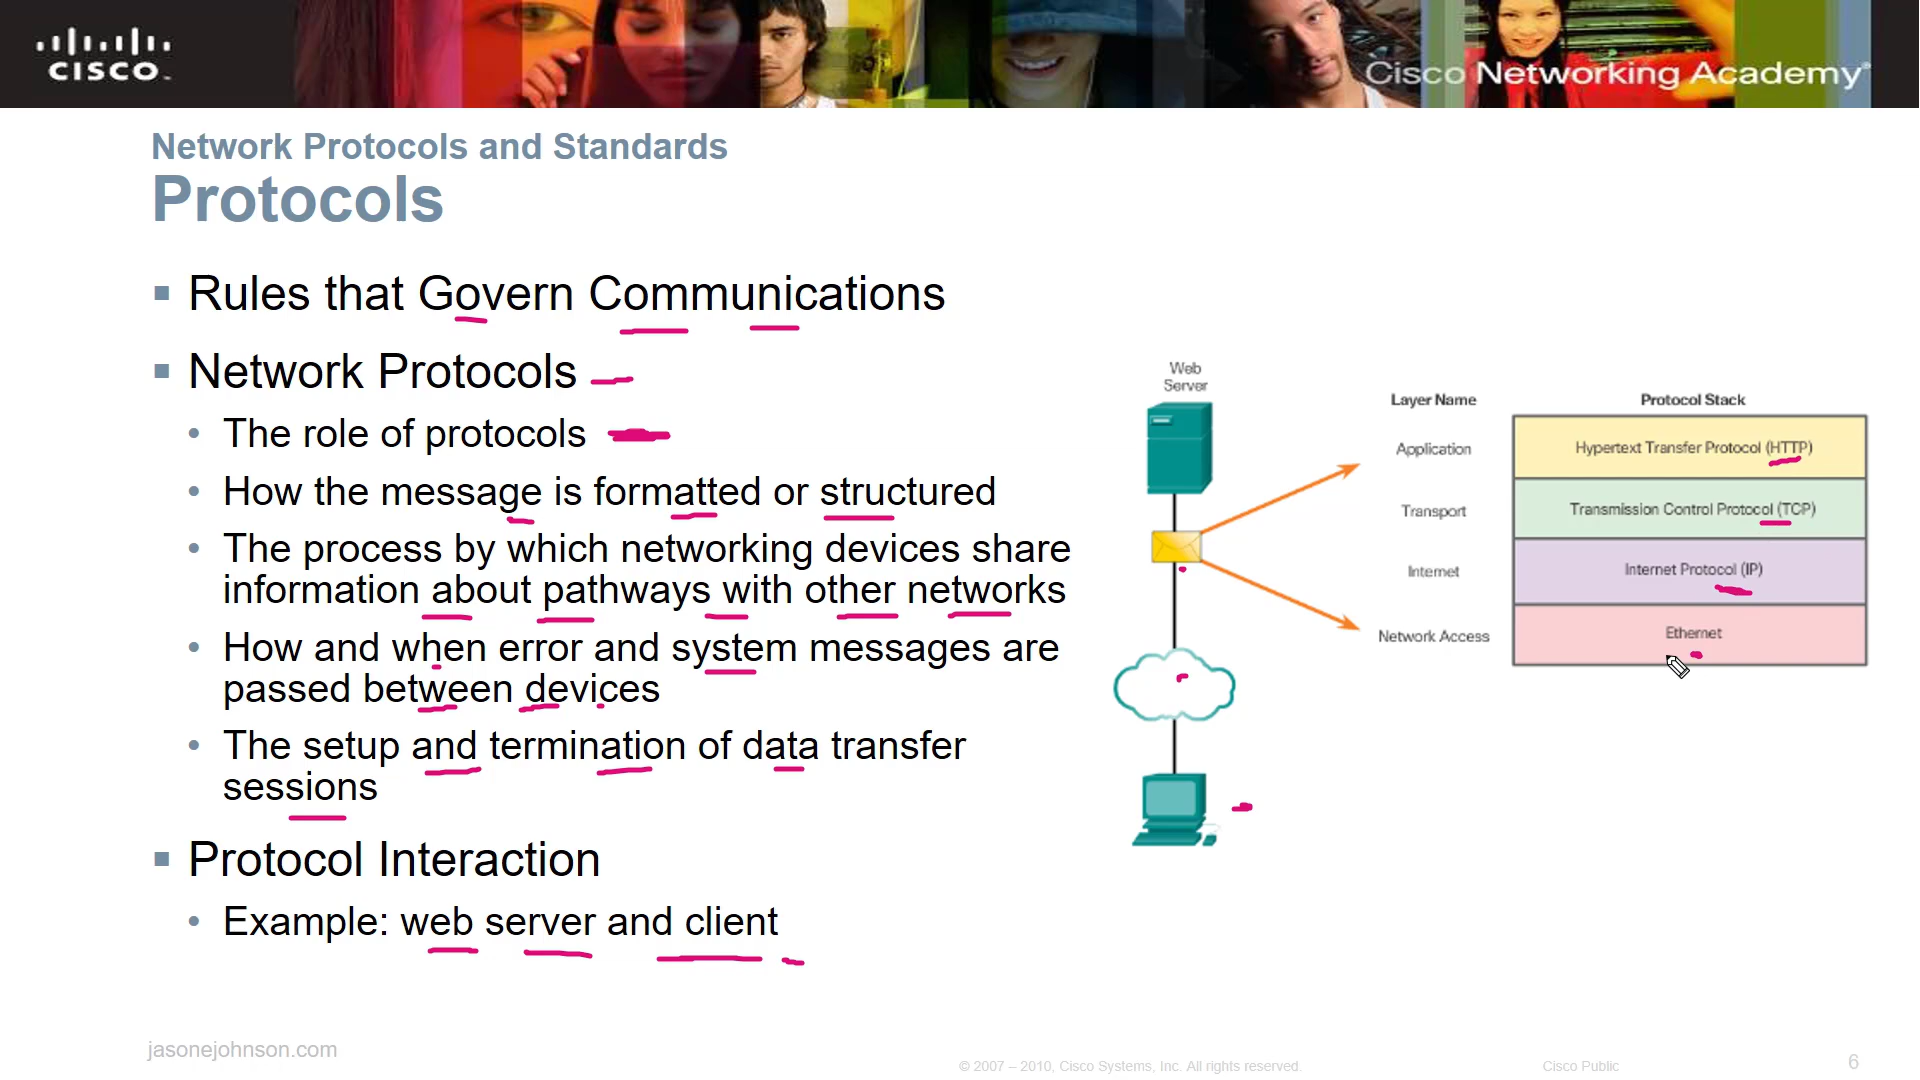 CISCO
Cisco Networking Academy®
Network Protocols and Standards
Protocols
Rules that Govern Communications
Network Protocols
The role of protocols
How the message is formatted or structured
The process by which networking devices share
information about pathways with other networks
How and when error and system messages are
passed between devices
The setup and termination of data transfer
sessions
Protocol Interaction
Example: web server and client
Web
Server
Layer Name
Protocol Stack
Application
Hypertext Transfer Protocol (HTTP)
Transport
Transmission Control Protocol (TCP)
Internet
Internet Protocol (IP)
Network Access
Ethernet
jasonejohnson.com
© 2007 – 2010, Cisco Systems, Inc. All rights reserved.
Cisco Public
6